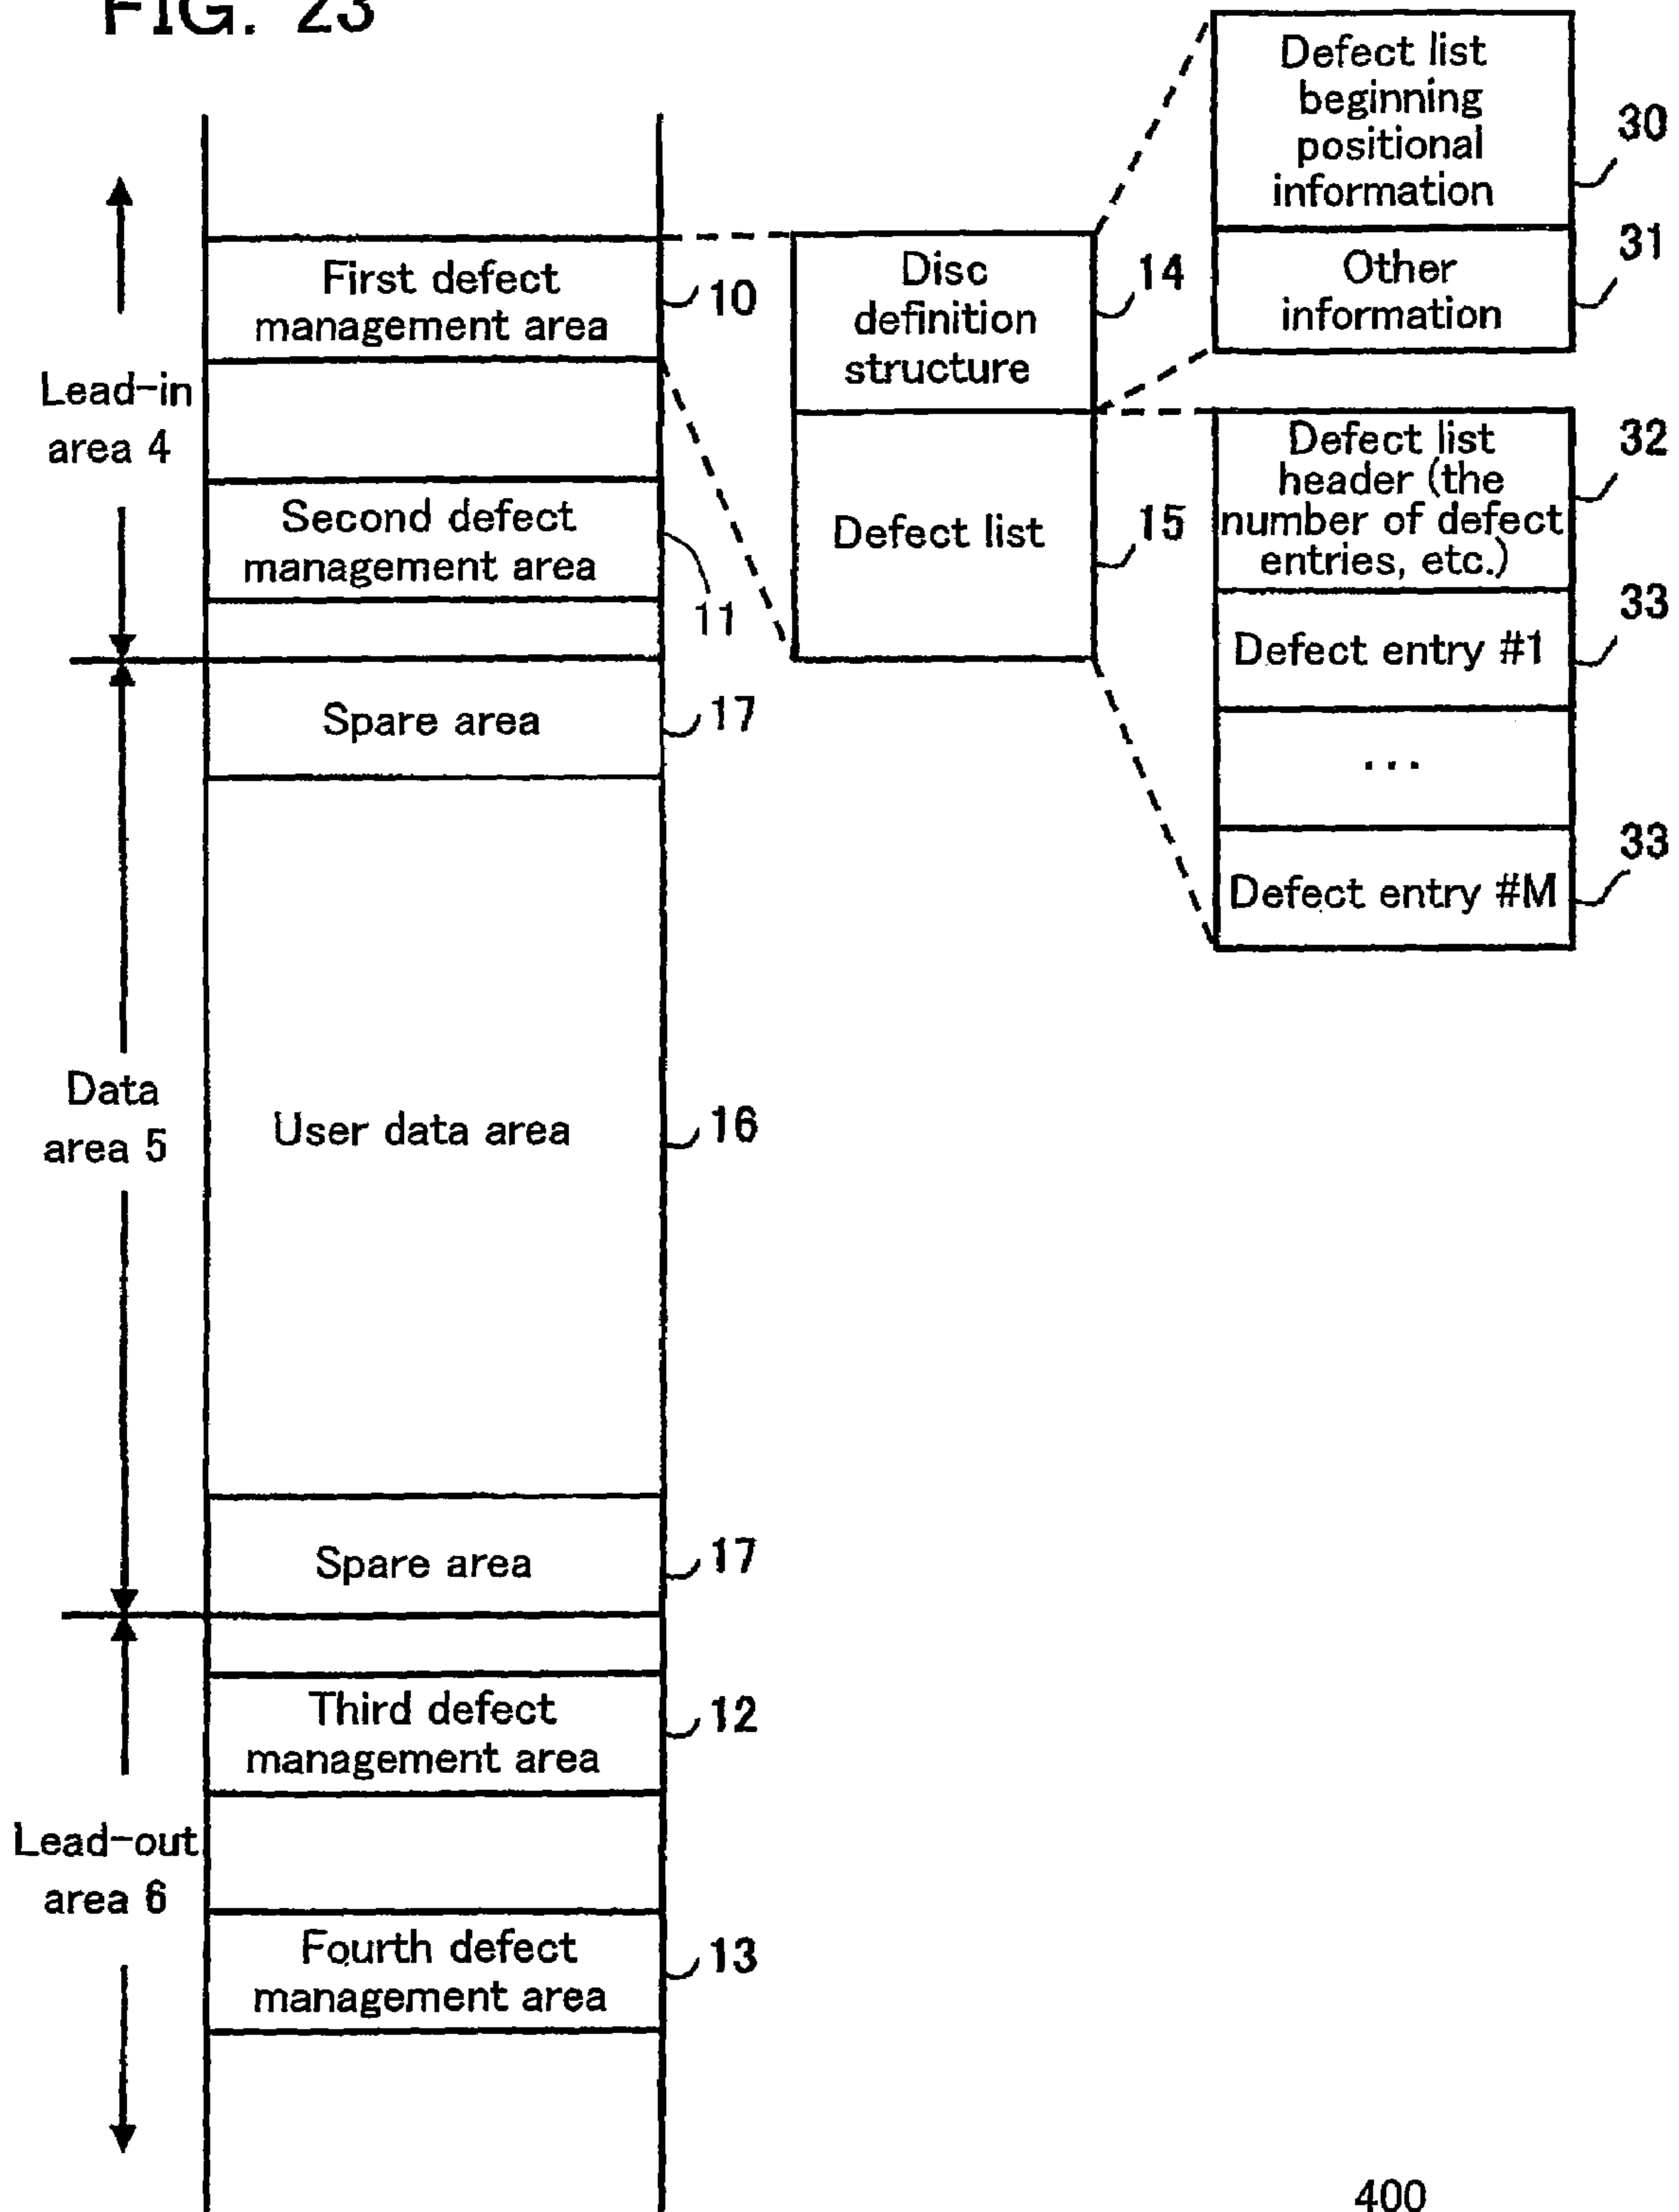 FIG. 23
Lead-in
area 4
Data
area 5
Lead-out
area 6
First defect
management area
10
Second defect
management area
11
Spare area
17
User data area
16
Spare area
17
Third defect
management area
12
Fourth defect
management area
13
Disc
definition
structure
14
Defect list
15
Defect list
beginning
positional
information
30
Other
information
31
Defect list
header (the
number of defect
entries, etc.)
32
Defect entry #1
33
...
Defect entry #M
33
400